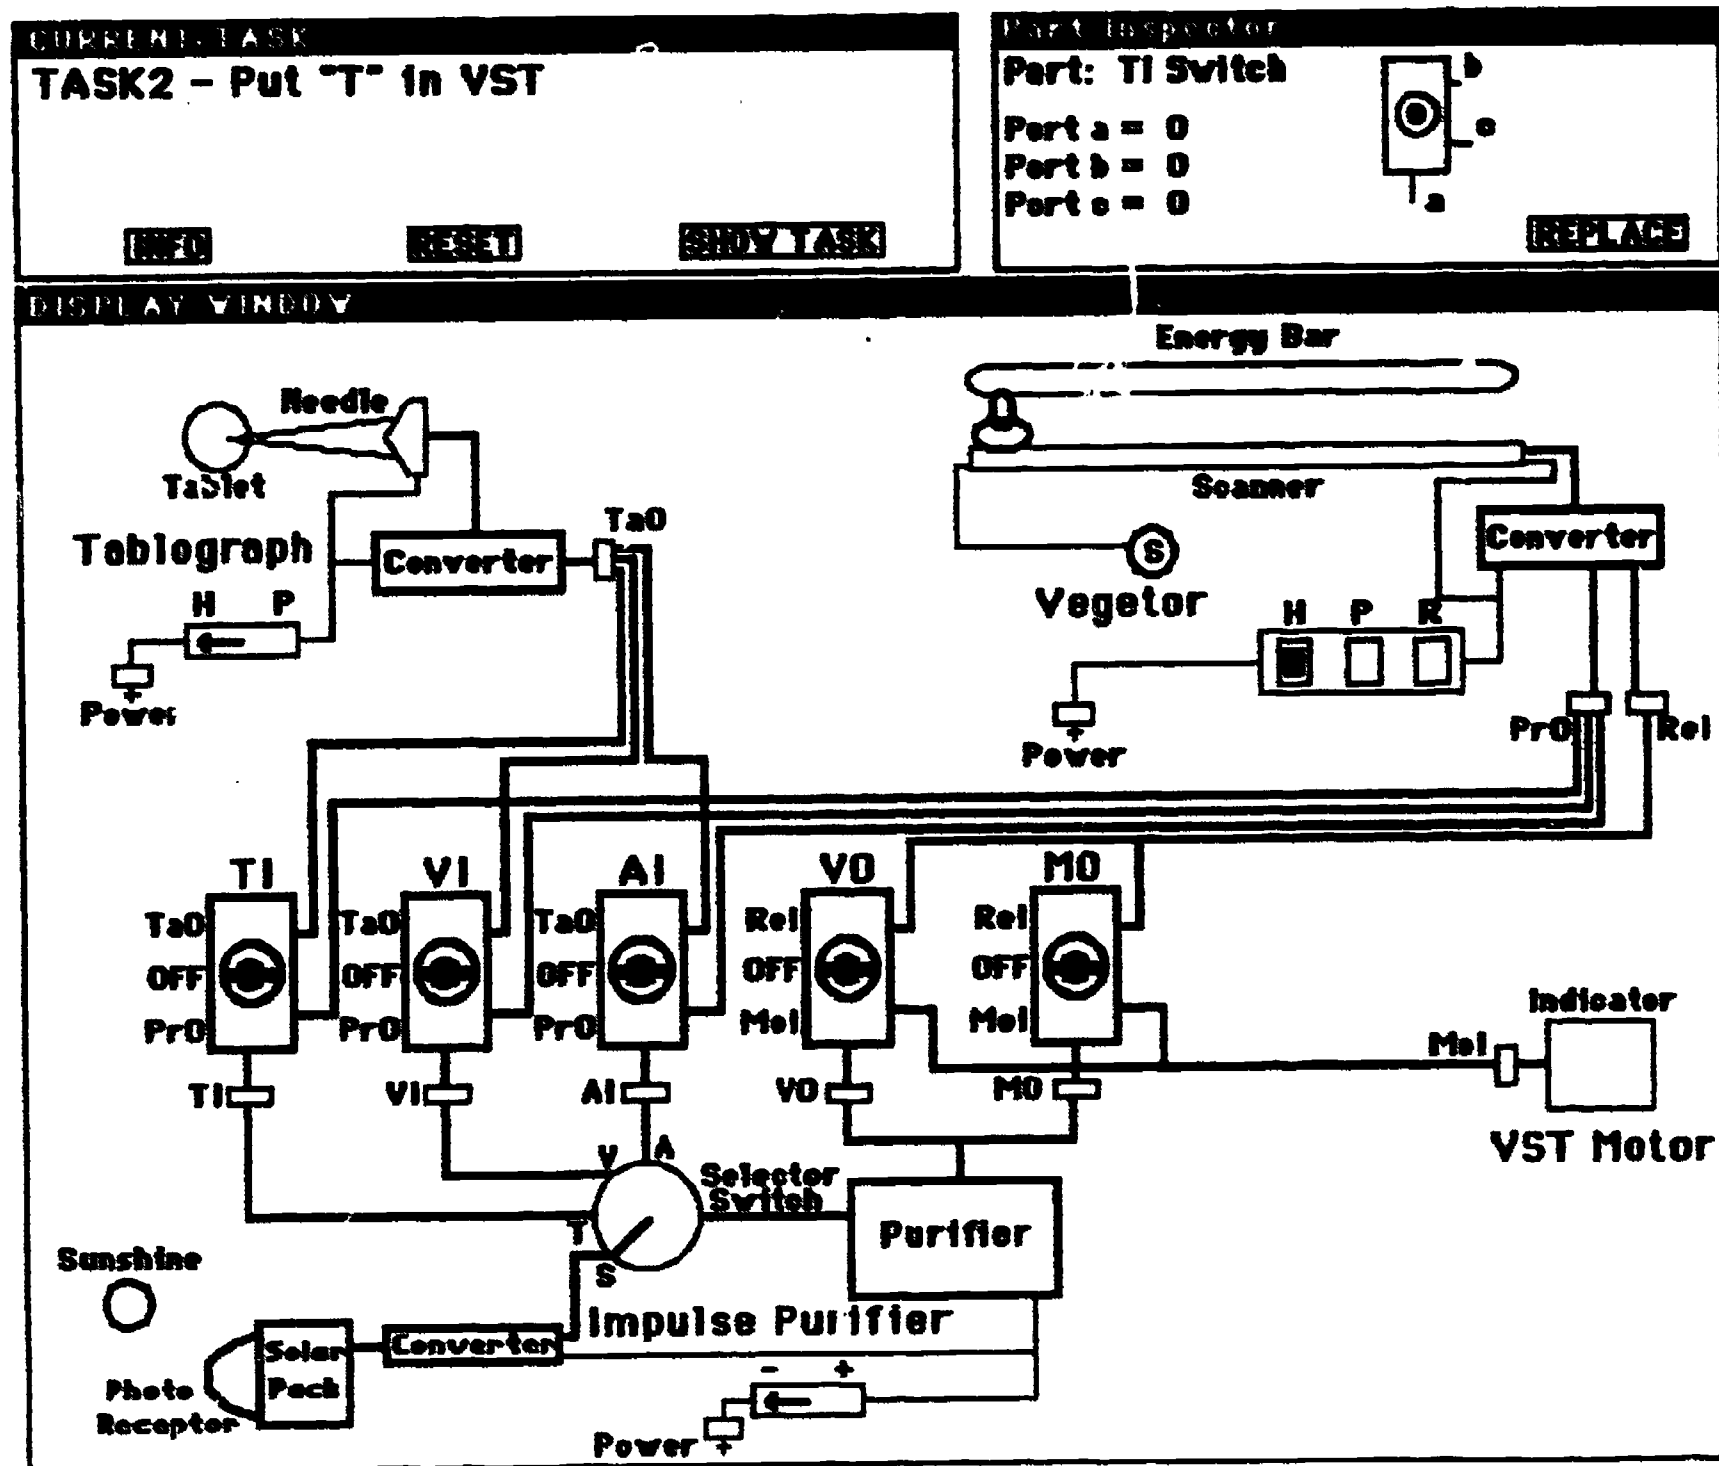 CURRENT.TASK
TASK2 - Put "T" in VST
INFO
RESET
SHOW TASK
Part Inspector
Part: TI Switch
Port a = 0
Port b = 0
Port c = 0
b
c
a
REPLACE
DISPLAY WINDOW
Energy Bar
Needle
Tablet
Scanner
TaO
Tablograph
Converter
S
Converter
Vegetor
H P
H P R
Power
+
Power
+
PrO
Rel
TI
VI
AI
VO
MO
TaO
OFF
PrO
TaO
OFF
PrO
TaO
OFF
PrO
Rel
OFF
MoI
Rel
OFF
MoI
Indicator
MoI
TI
VI
AI
VO
MO
VST Motor
V
A
T
S
Selector
Switch
Purifier
Sunshine
Impulse Purifier
Solar
Pack
Converter
Photo
Receptor
- +
Power
+